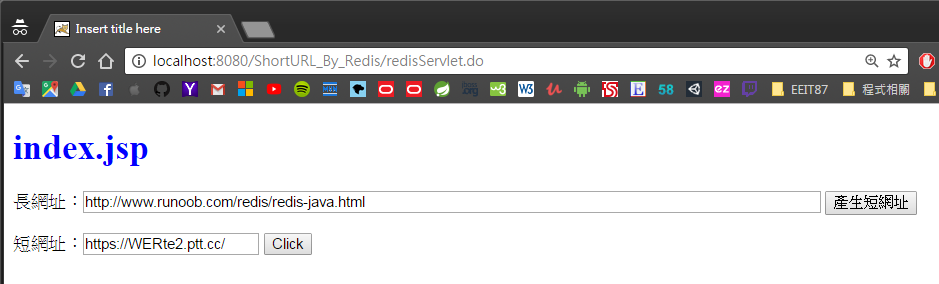 Insert title here
localhost:8080/ShortURL_By_Redis/redisServlet.do
58 EEIT87 程式相關
index.jsp
長網址：http://www.runoob.com/redis/redis-java.html 產生短網址
短網址：https://WERte2.ptt.cc/ Click